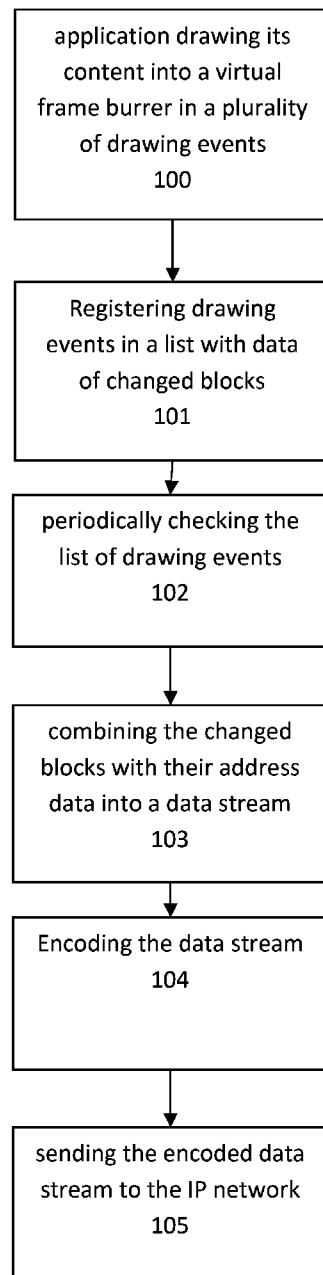 application drawing its
content into a virtual
frame burrer in a plurality
of drawing events
100
Registering drawing
events in a list with data
of changed blocks
101
periodically checking the
list of drawing events
102
combining the changed
blocks with their address
data into a data stream
103
Encoding the data stream
104
sending the encoded data
stream to the IP network
105